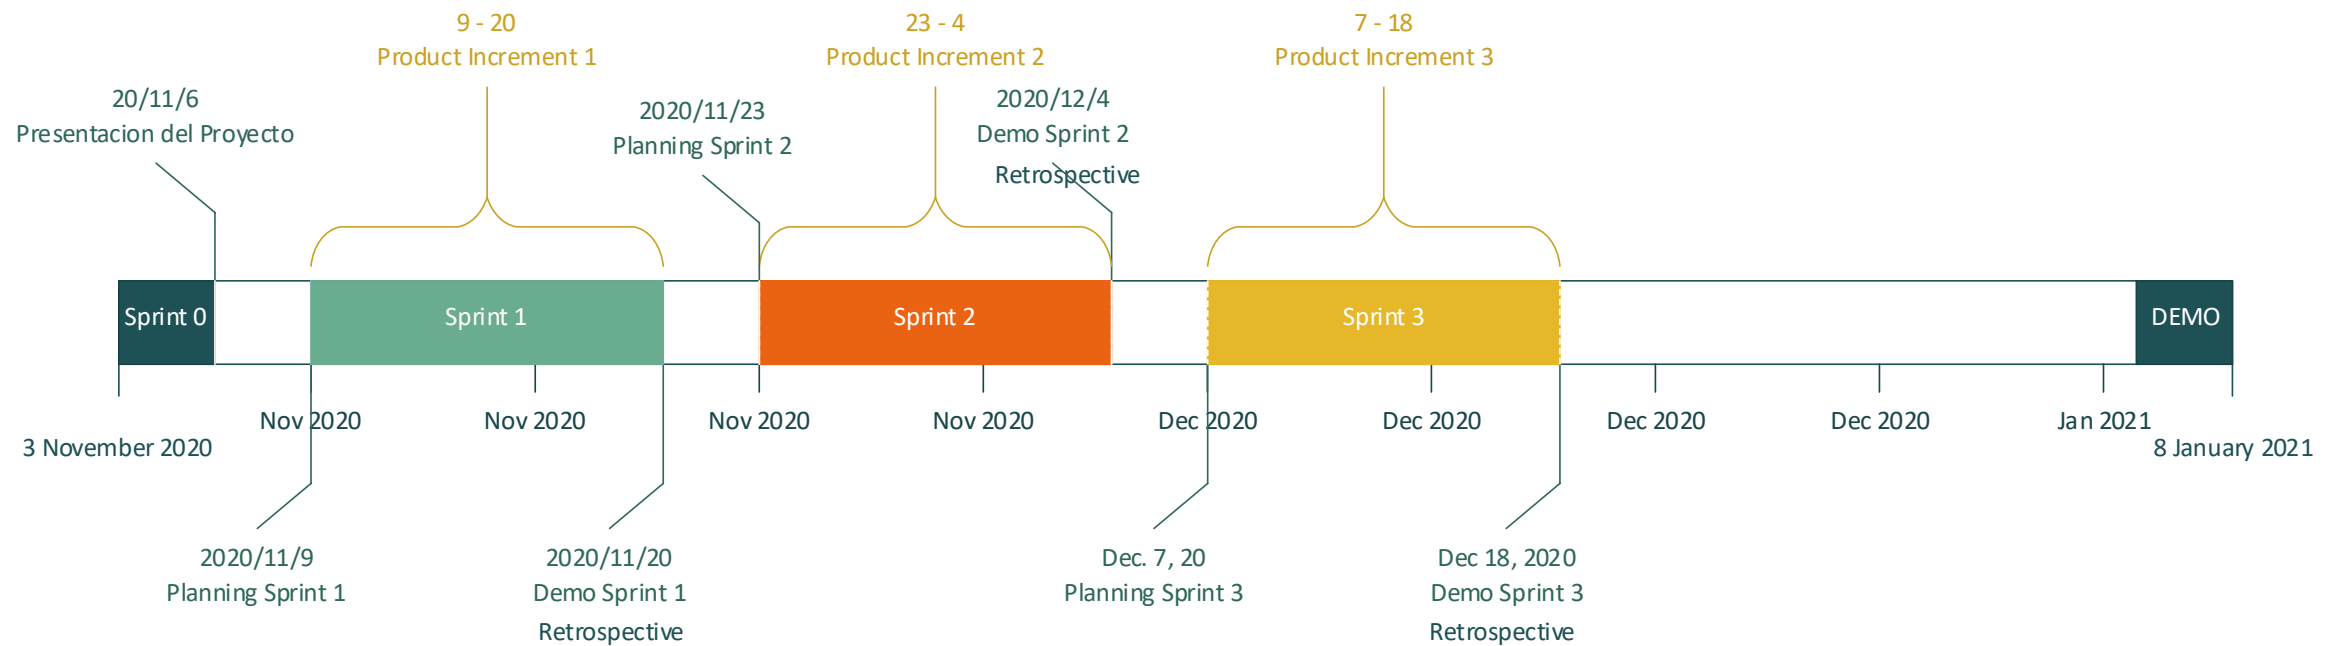 9 - 20
Product Increment 1
23 - 4
Product Increment 2
7 - 18
Product Increment 3
20/11/6
Presentacion del Proyecto
2020/11/23
Planning Sprint 2
2020/12/4
Demo Sprint 2
Retrospective
Sprint 0
Sprint 1
Sprint 2
Sprint 3
DEMO
Nov 2020
Nov 2020
Nov 2020
Nov 2020
Dec 2020
Dec 2020
Dec 2020
Dec 2020
Jan 2021
3 November 2020
8 January 2021
2020/11/9
Planning Sprint 1
2020/11/20
Demo Sprint 1
Retrospective
Dec. 7, 20
Planning Sprint 3
Dec 18, 2020
Demo Sprint 3
Retrospective